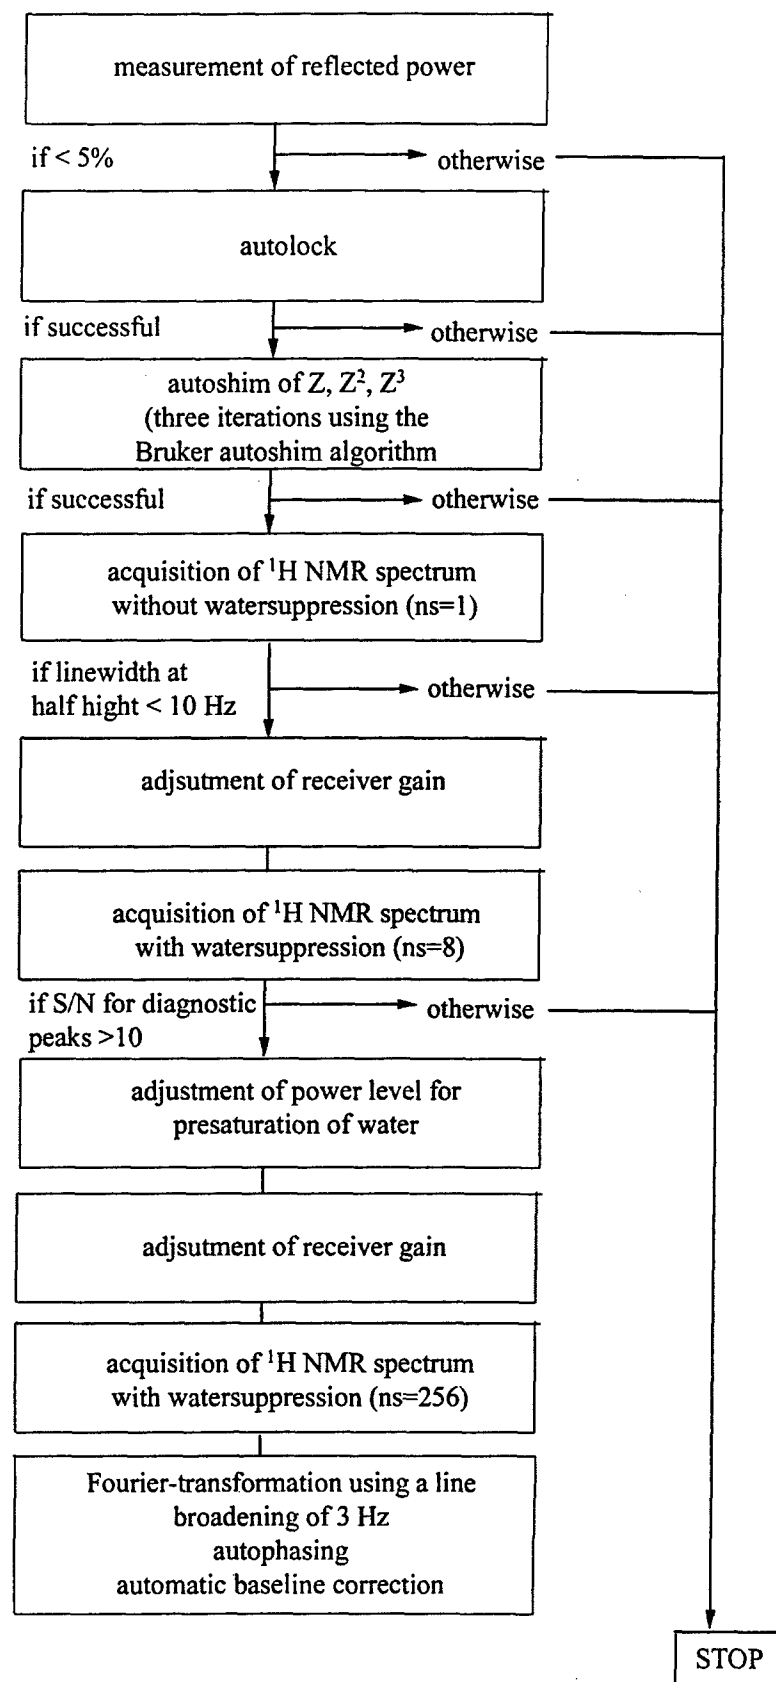 measurement of reflected power
if < 5%
otherwise
autolock
if successful
otherwise
autoshim of Z, Z², Z³
(three iterations using the
Bruker autoshim algorithm
if successful
otherwise
acquisition of ¹H NMR spectrum
without watersuppression (ns=1)
if linewidth at
half hight < 10 Hz
otherwise
adjsutment of receiver gain
acquisition of ¹H NMR spectrum
with watersuppression (ns=8)
if S/N for diagnostic
peaks >10
otherwise
adjustment of power level for
presaturation of water
adjsutment of receiver gain
acquisition of ¹H NMR spectrum
with watersuppression (ns=256)
Fourier-transformation using a line
broadening of 3 Hz
autophasing
automatic baseline correction
STOP